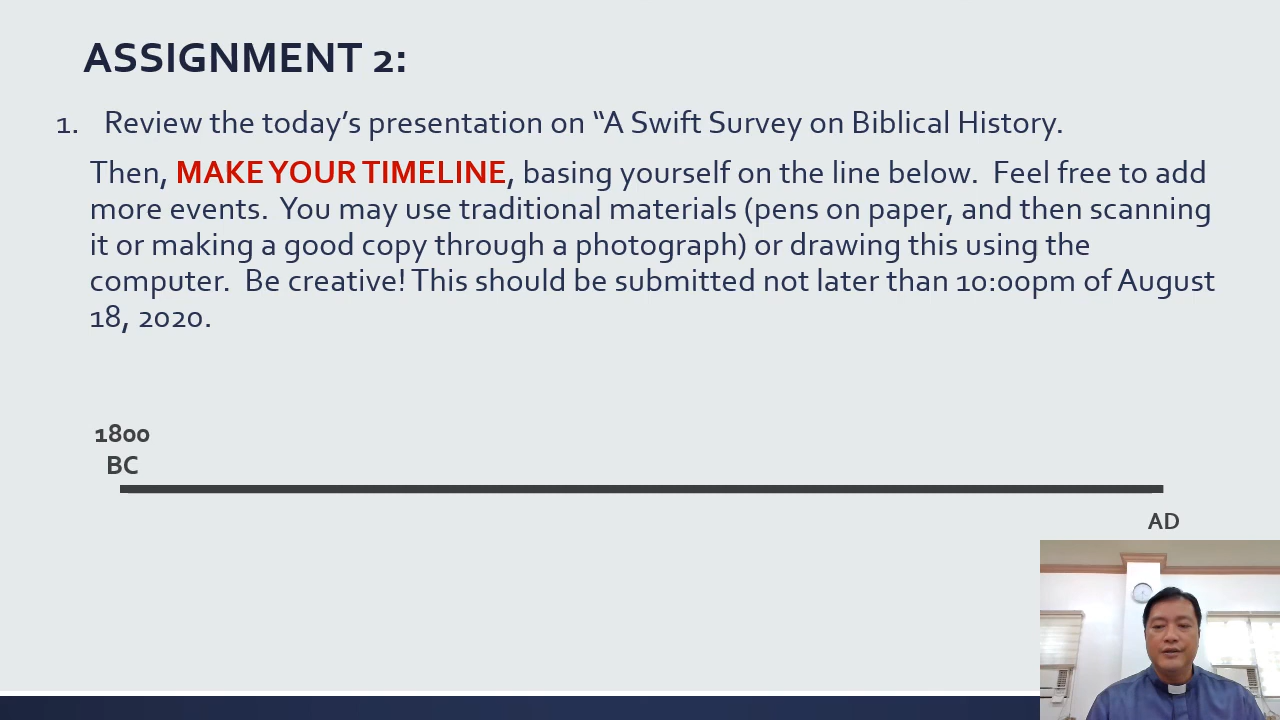 ASSIGNMENT 2:
1. Review the today’s presentation on “A Swift Survey on Biblical History.
Then, MAKE YOUR TIMELINE, basing yourself on the line below. Feel free to add
more events. You may use traditional materials (pens on paper, and then scanning
it or making a good copy through a photograph) or drawing this using the
computer. Be creative! This should be submitted not later than 10:00pm of August
18, 2020.
1800
BC
AD